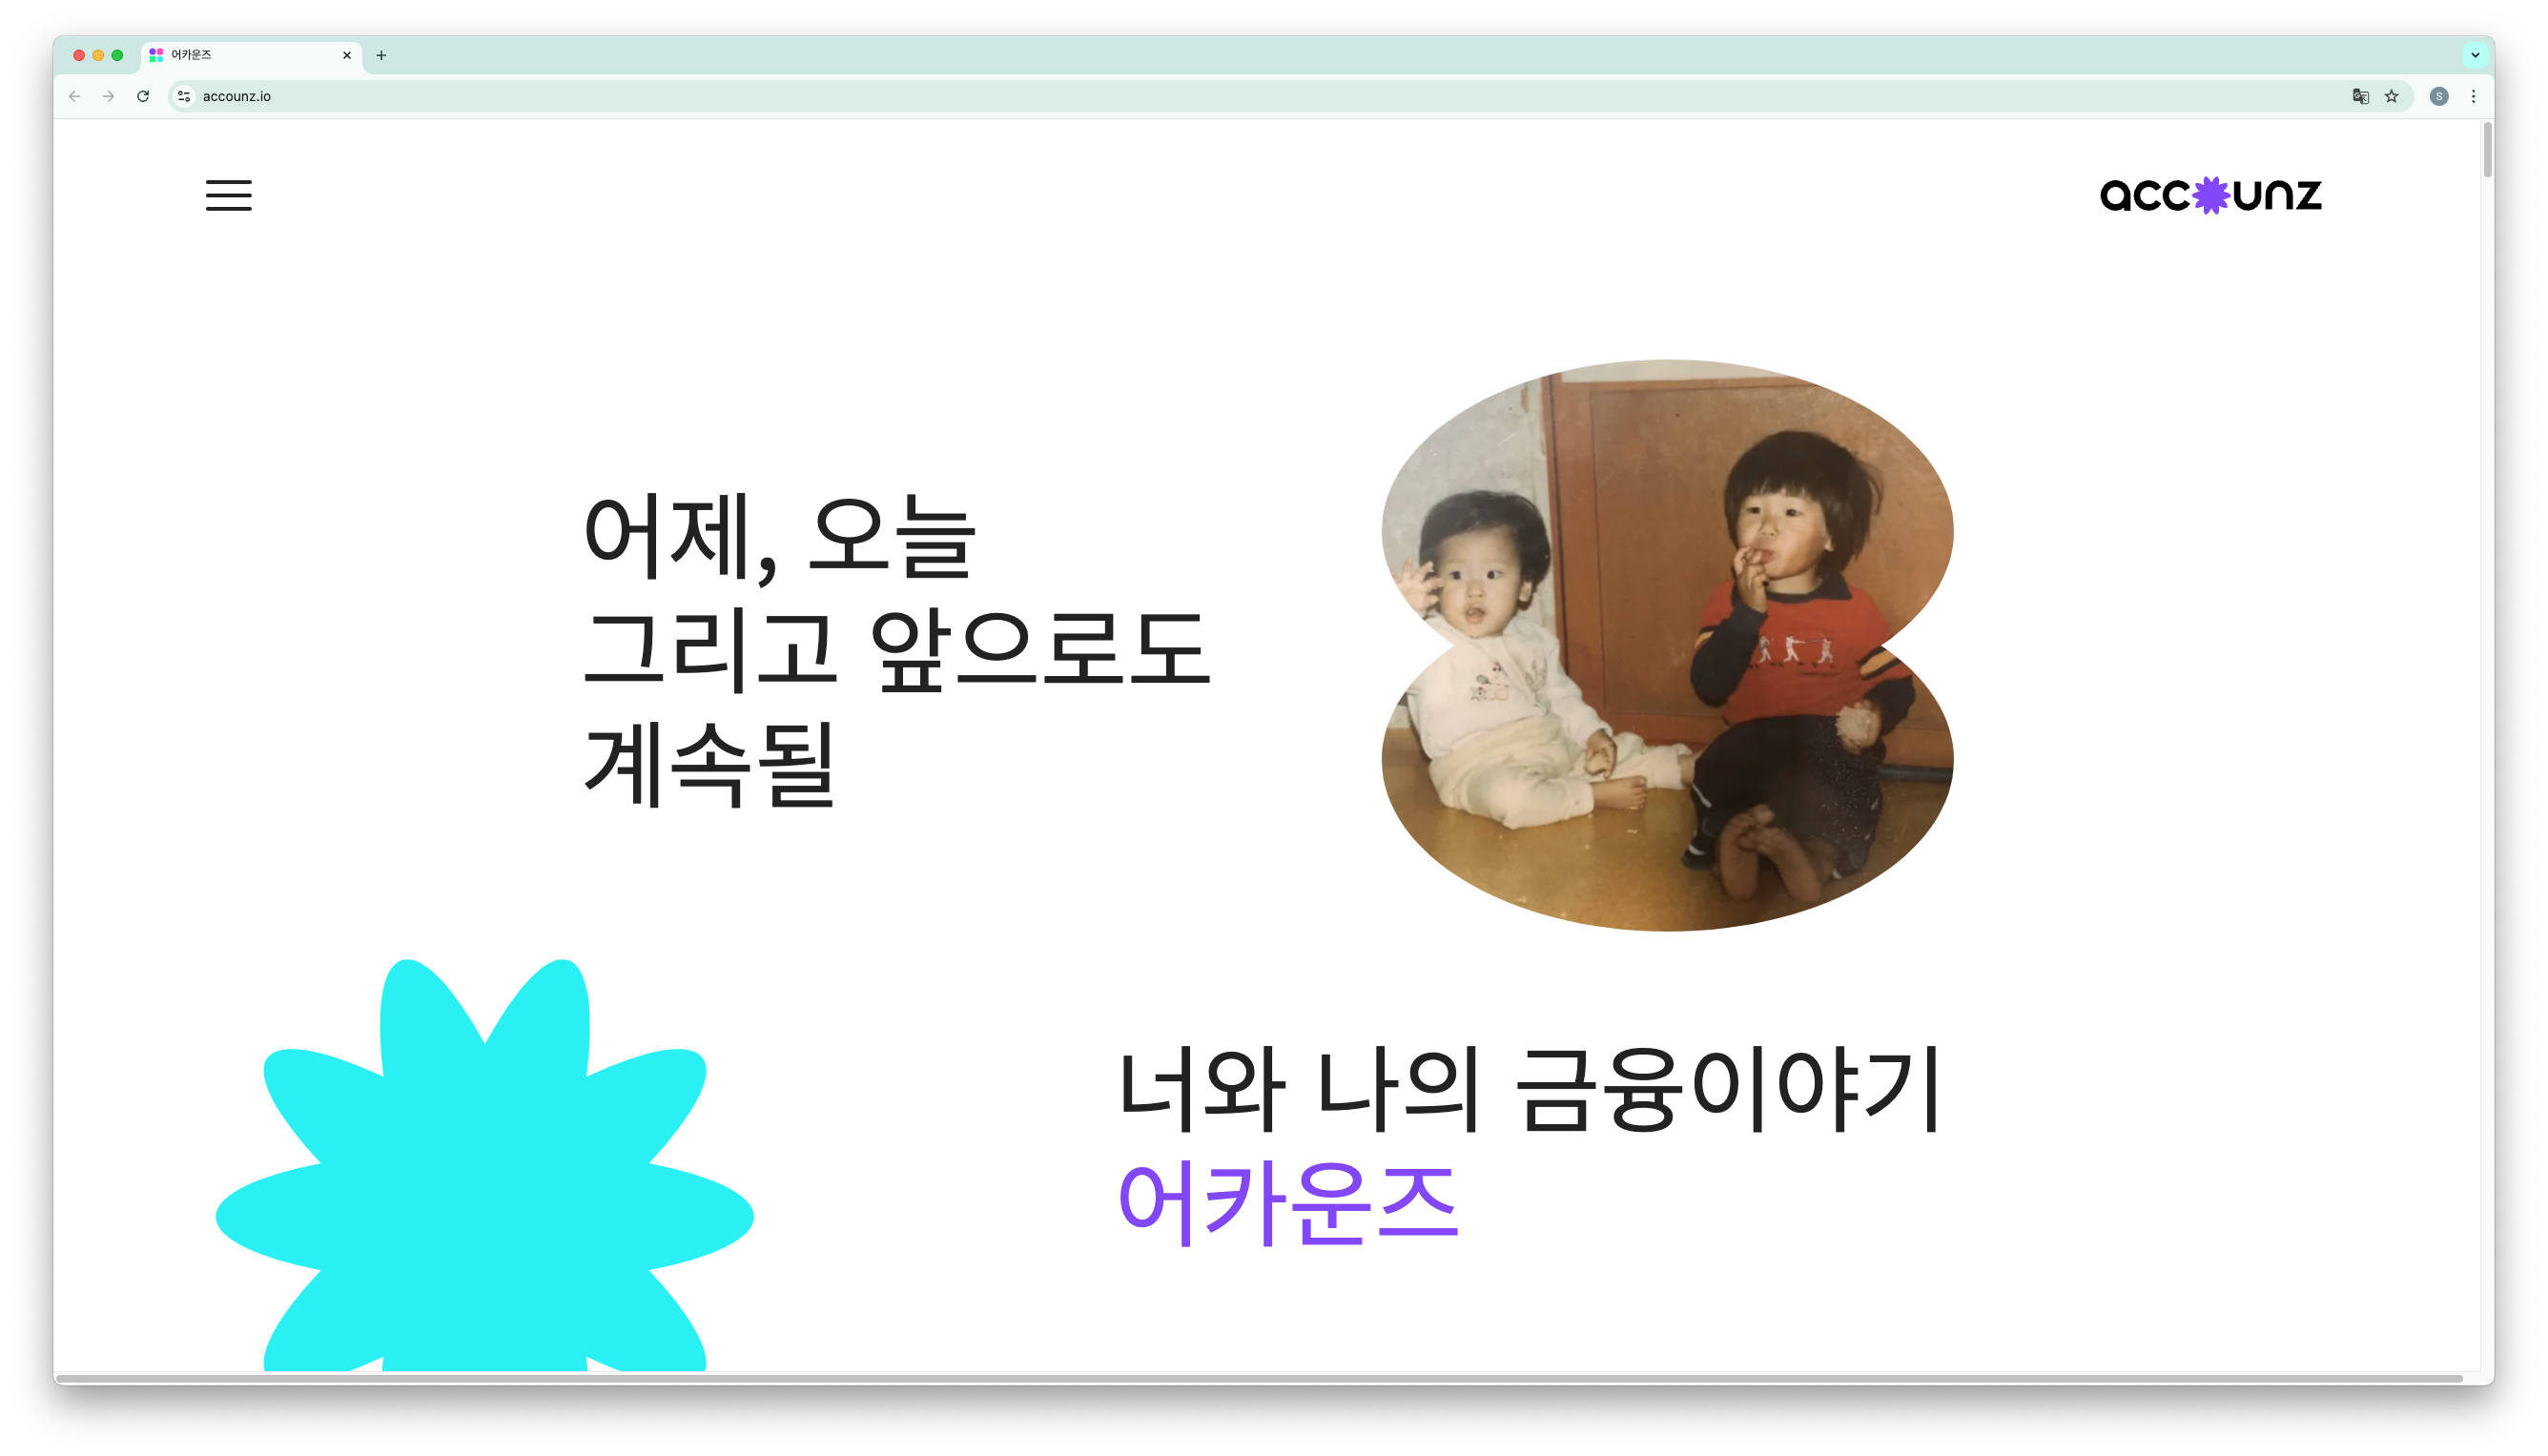 어카운즈
accounz.io
S
accounz
어제, 오늘
그리고 앞으로도
계속될
너와 나의 금융이야기
어카운즈